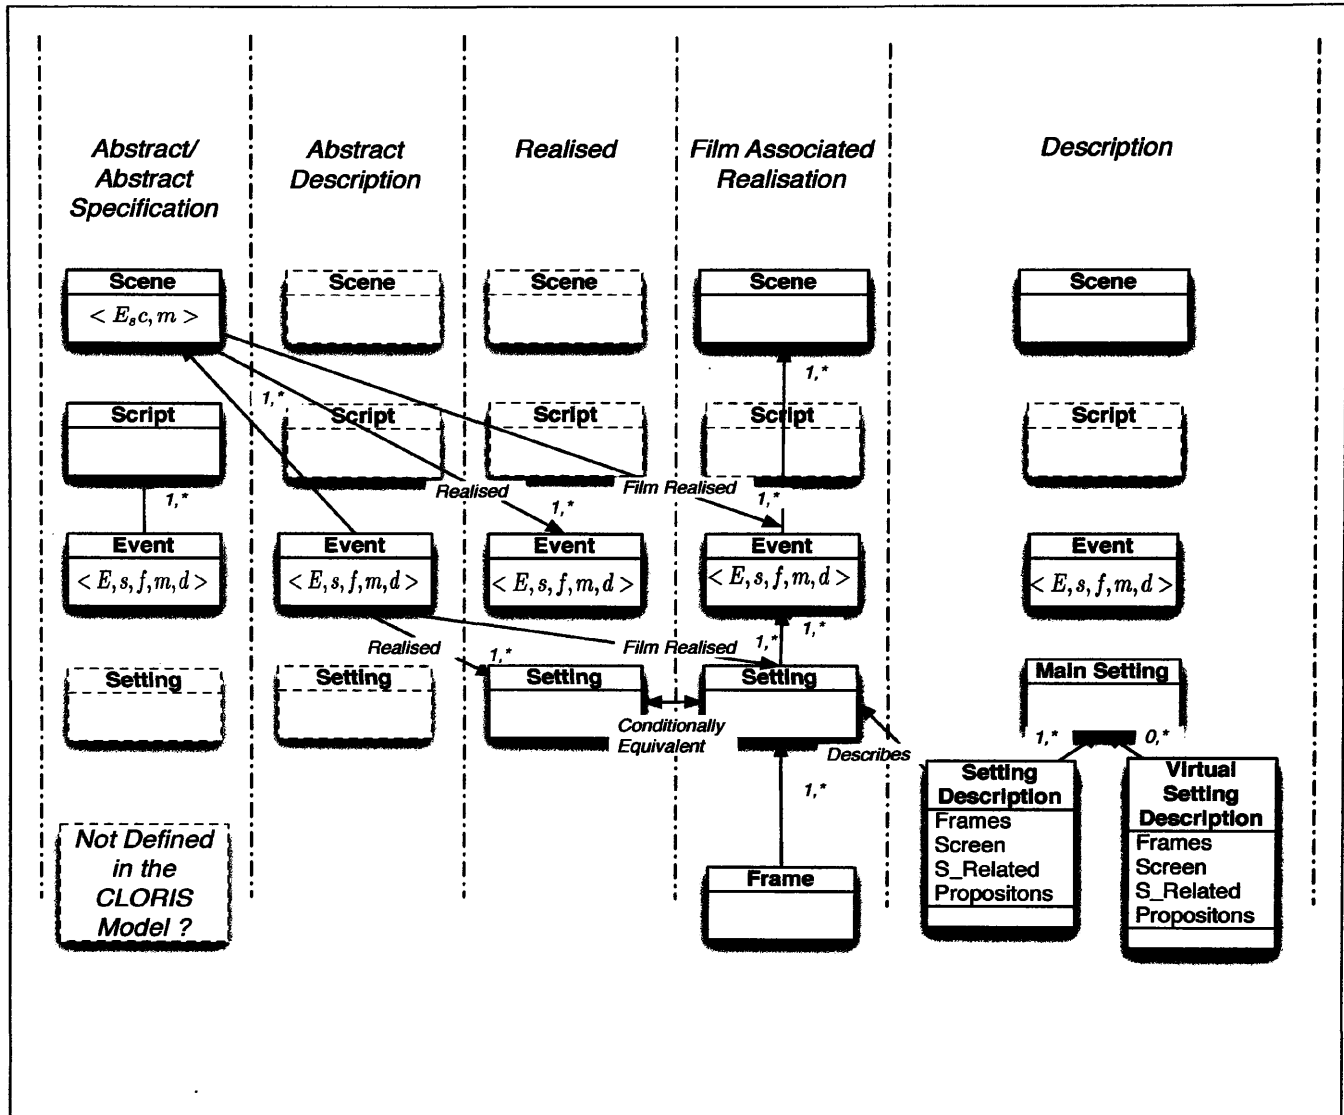 Abstract/
Abstract
Specification
Abstract
Description
Realised
Film Associated
Realisation
Description
Scene
< E_s c, m >
Scene
Scene
Scene
Scene
1,*
1,*
Script
Script
Script
Script
Script
1,*
Realised
1,*
Film Realised
1,*
Event
< E, s, f, m, d >
Event
< E, s, f, m, d >
Event
< E, s, f, m, d >
Event
< E, s, f, m, d >
Event
< E, s, f, m, d >
Realised
1,*
Film Realised
1,*
1,*
Setting
Setting
Setting
Setting
Main Setting
Conditionally
Equivalent
Describes
1,*
0,*
1,*
Setting
Description
Frames
Screen
S_Related
Propositons
Virtual
Setting
Description
Frames
Screen
S_Related
Propositons
Not Defined
in the
CLORIS
Model ?
Frame